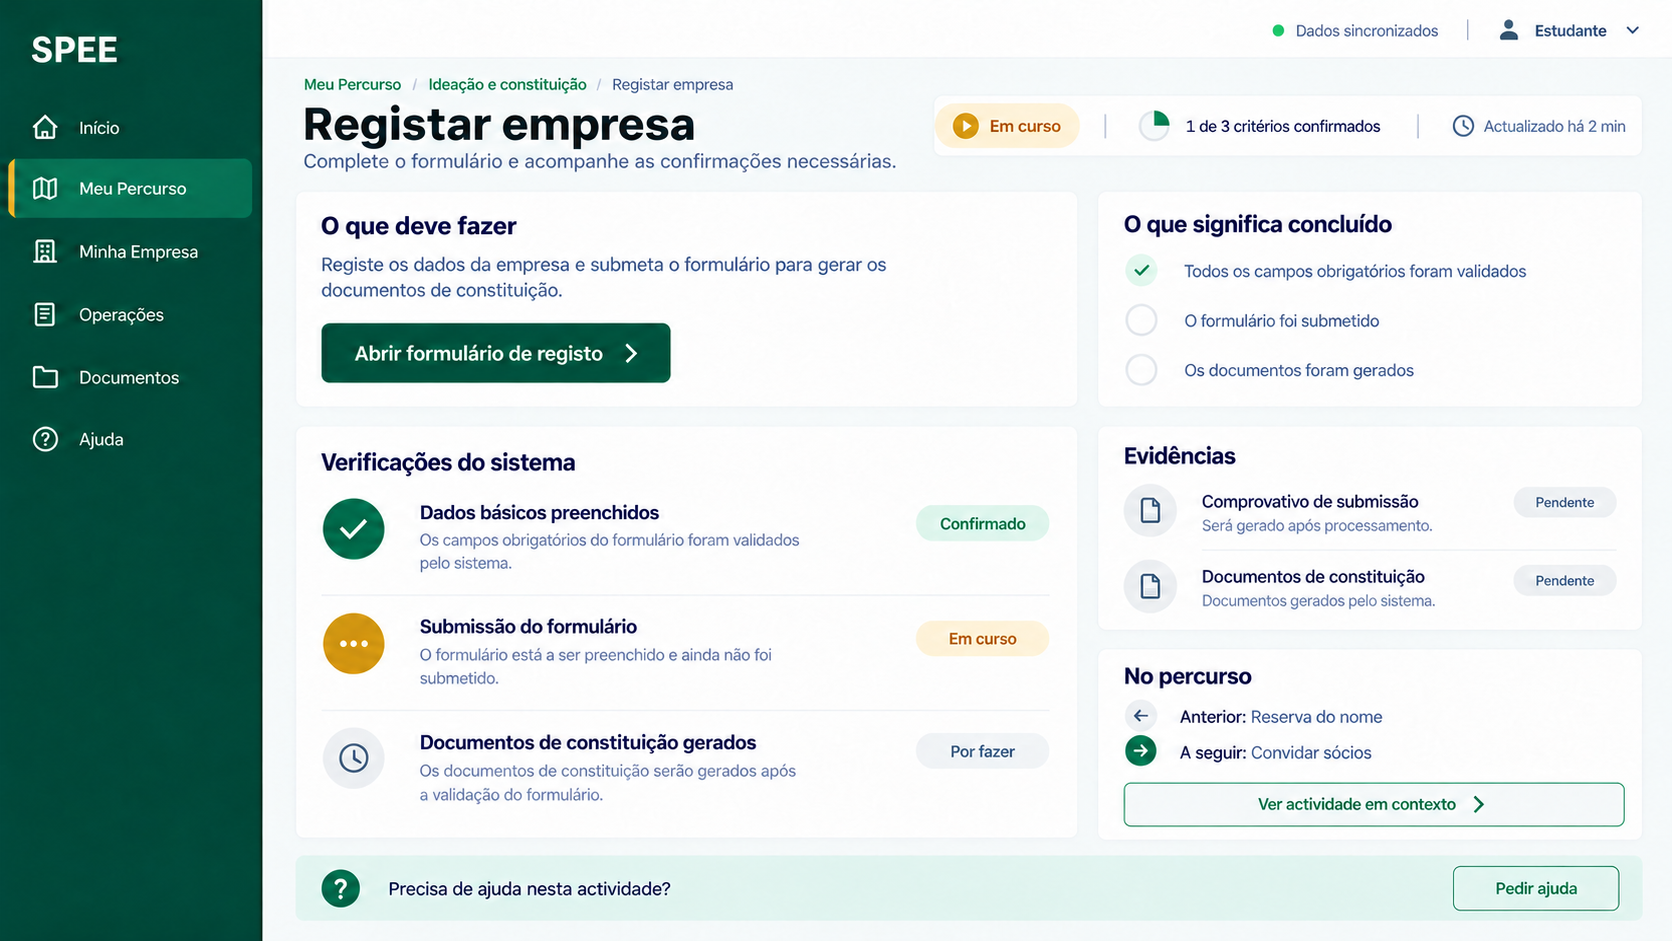 SPEE
Início
Meu Percurso
Minha Empresa
Operações
Documentos
Ajuda
Dados sincronizados
Estudante
Meu Percurso / Ideação e constituição / Registar empresa
Registar empresa
Complete o formulário e acompanhe as confirmações necessárias.
Em curso
1 de 3 critérios confirmados
Actualizado há 2 min
O que deve fazer
Registe os dados da empresa e submeta o formulário para gerar os
documentos de constituição.
Abrir formulário de registo
O que significa concluído
Todos os campos obrigatórios foram validados
O formulário foi submetido
Os documentos foram gerados
Verificações do sistema
Dados básicos preenchidos
Os campos obrigatórios do formulário foram validados
pelo sistema.
Confirmado
Submissão do formulário
O formulário está a ser preenchido e ainda não foi
submetido.
Em curso
Documentos de constituição gerados
Os documentos de constituição serão gerados após
a validação do formulário.
Por fazer
Evidências
Comprovativo de submissão
Será gerado após processamento.
Pendente
Documentos de constituição
Documentos gerados pelo sistema.
Pendente
No percurso
Anterior: Reserva do nome
A seguir: Convidar sócios
Ver actividade em contexto
Precisa de ajuda nesta actividade?
Pedir ajuda